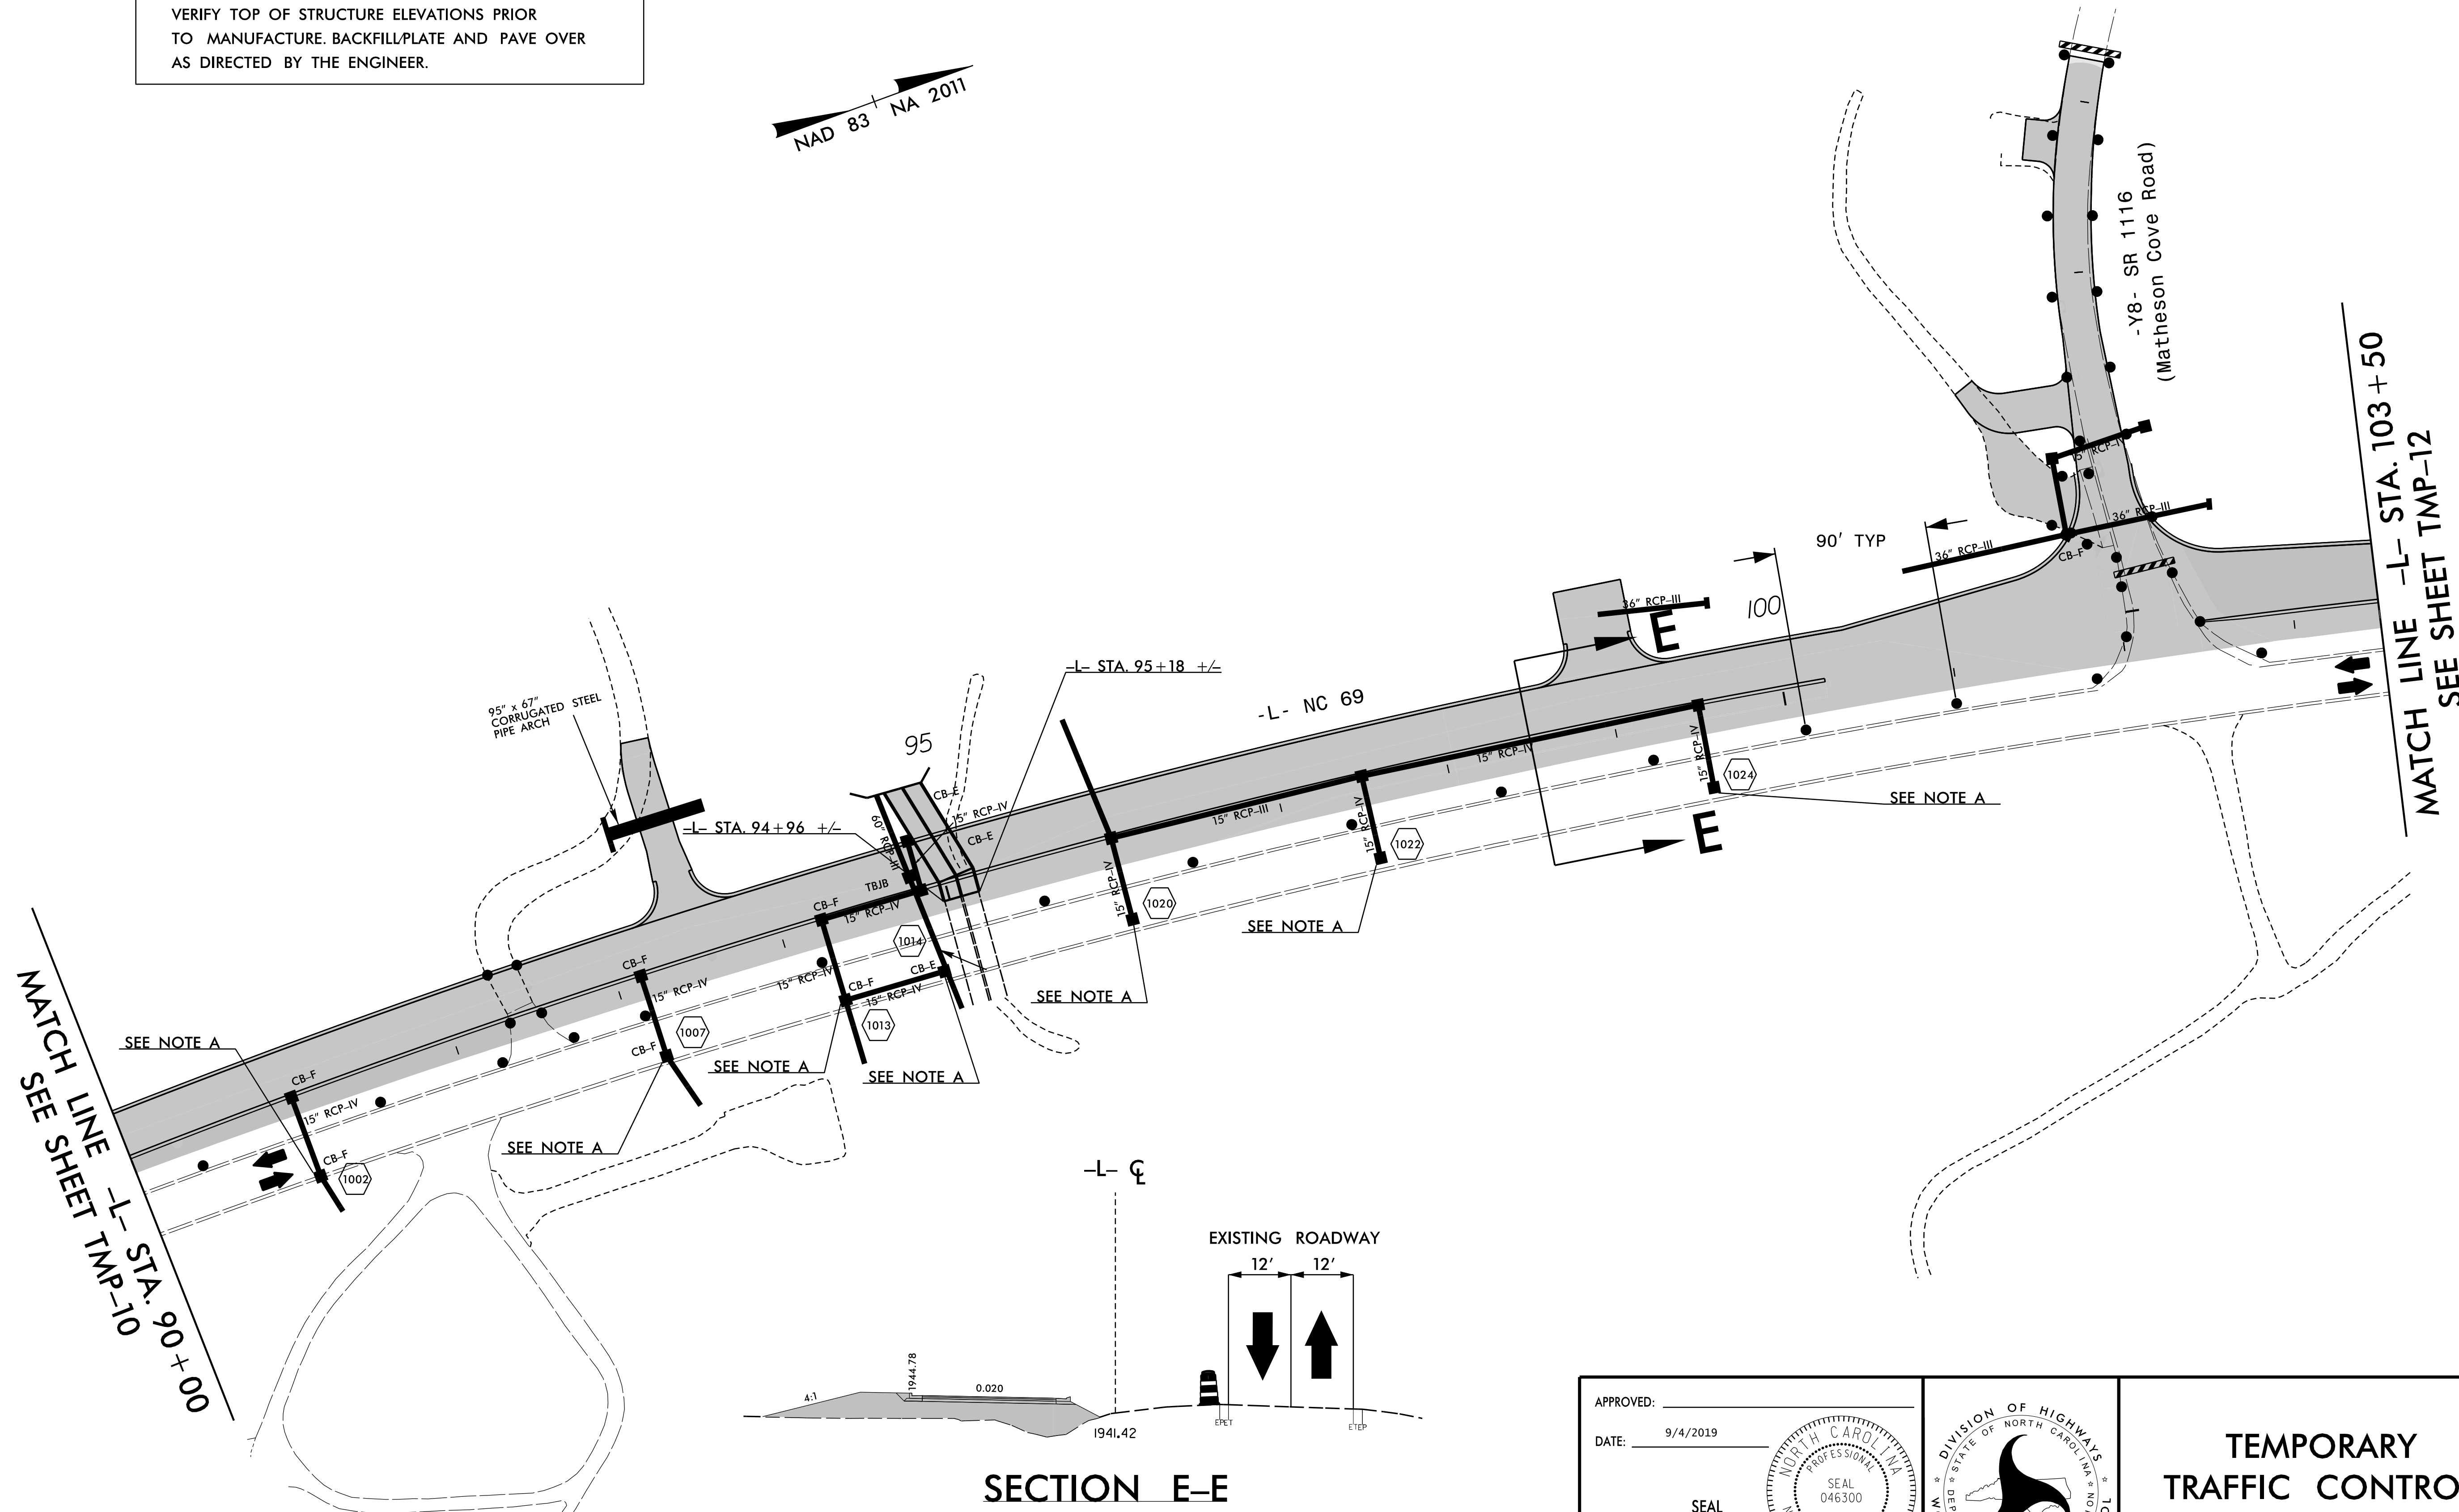 VERIFY TOP OF STRUCTURE ELEVATIONS PRIOR
TO MANUFACTURE. BACKFILL/PLATE AND PAVE OVER
AS DIRECTED BY THE ENGINEER.
NAD 83 NA 2011
-Y8- SR 1116
(Matheson Cove Road)
MATCH LINE -L- STA. 103+50
SEE SHEET TMP-12
15" RCP-IV
36" RCP-III
36" RCP-III
CB-F
90' TYP
100
36" RCP-III
E
-L- STA. 95+18 +/-
-L- NC 69
95" x 67"
CORRUGATED STEEL
PIPE ARCH
95
CB-E
15" RCP-IV
-L- STA. 94+96 +/-
60" RCP-III
CB-E
TBJB
CB-F
15" RCP-IV
15" RCP-III
15" RCP-IV
15" RCP-IV
1024
SEE NOTE A
E
15" RCP-IV
1022
SEE NOTE A
15" RCP-IV
1020
SEE NOTE A
1014
CB-E
15" RCP-IV
CB-F
15" RCP-IV
1013
SEE NOTE A
SEE NOTE A
CB-F
15" RCP-IV
1007
CB-F
SEE NOTE A
SEE NOTE A
CB-F
15" RCP-IV
CB-F
1002
MATCH LINE -L- STA. 90+00
SEE SHEET TMP-10
-L- ℄
EXISTING ROADWAY
12' 12'
4:1
1944.78
0.020
1941.42
EPET
ETEP
SECTION E-E
APPROVED:
DATE: 9/4/2019
SEAL
NORTH CAROLINA
PROFESSIONAL
SEAL
046300
DIVISION OF HIGHWAYS
STATE OF NORTH CAROLINA
TEMPORARY
TRAFFIC CONTRO